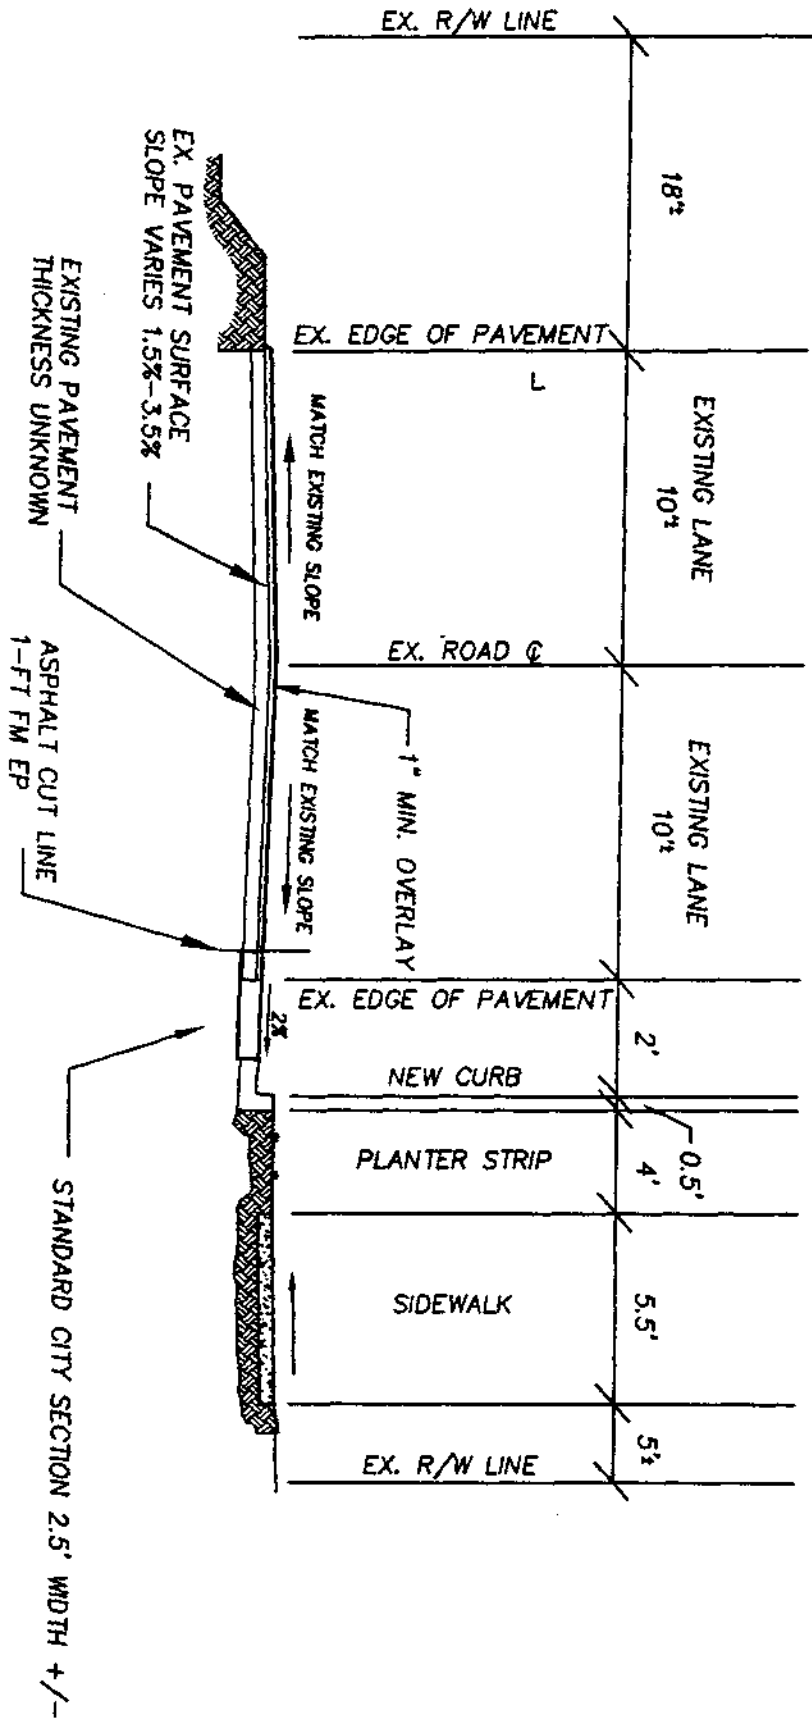 EX. R/W LINE
18'±
EX. EDGE OF PAVEMENT
L
EXISTING LANE
10'±
EX. ROAD ℄
EXISTING LANE
10'±
EX. EDGE OF PAVEMENT
2'
NEW CURB
0.5'
PLANTER STRIP
4'
SIDEWALK
5.5'
5'±
EX. R/W LINE
MATCH EXISTING SLOPE
MATCH EXISTING SLOPE
1" MIN. OVERLAY
2%
EX. PAVEMENT SURFACE
SLOPE VARIES 1.5%-3.5%
EXISTING PAVEMENT
THICKNESS UNKNOWN
ASPHALT CUT LINE
1-FT FM EP
STANDARD CITY SECTION 2.5' WIDTH +/-